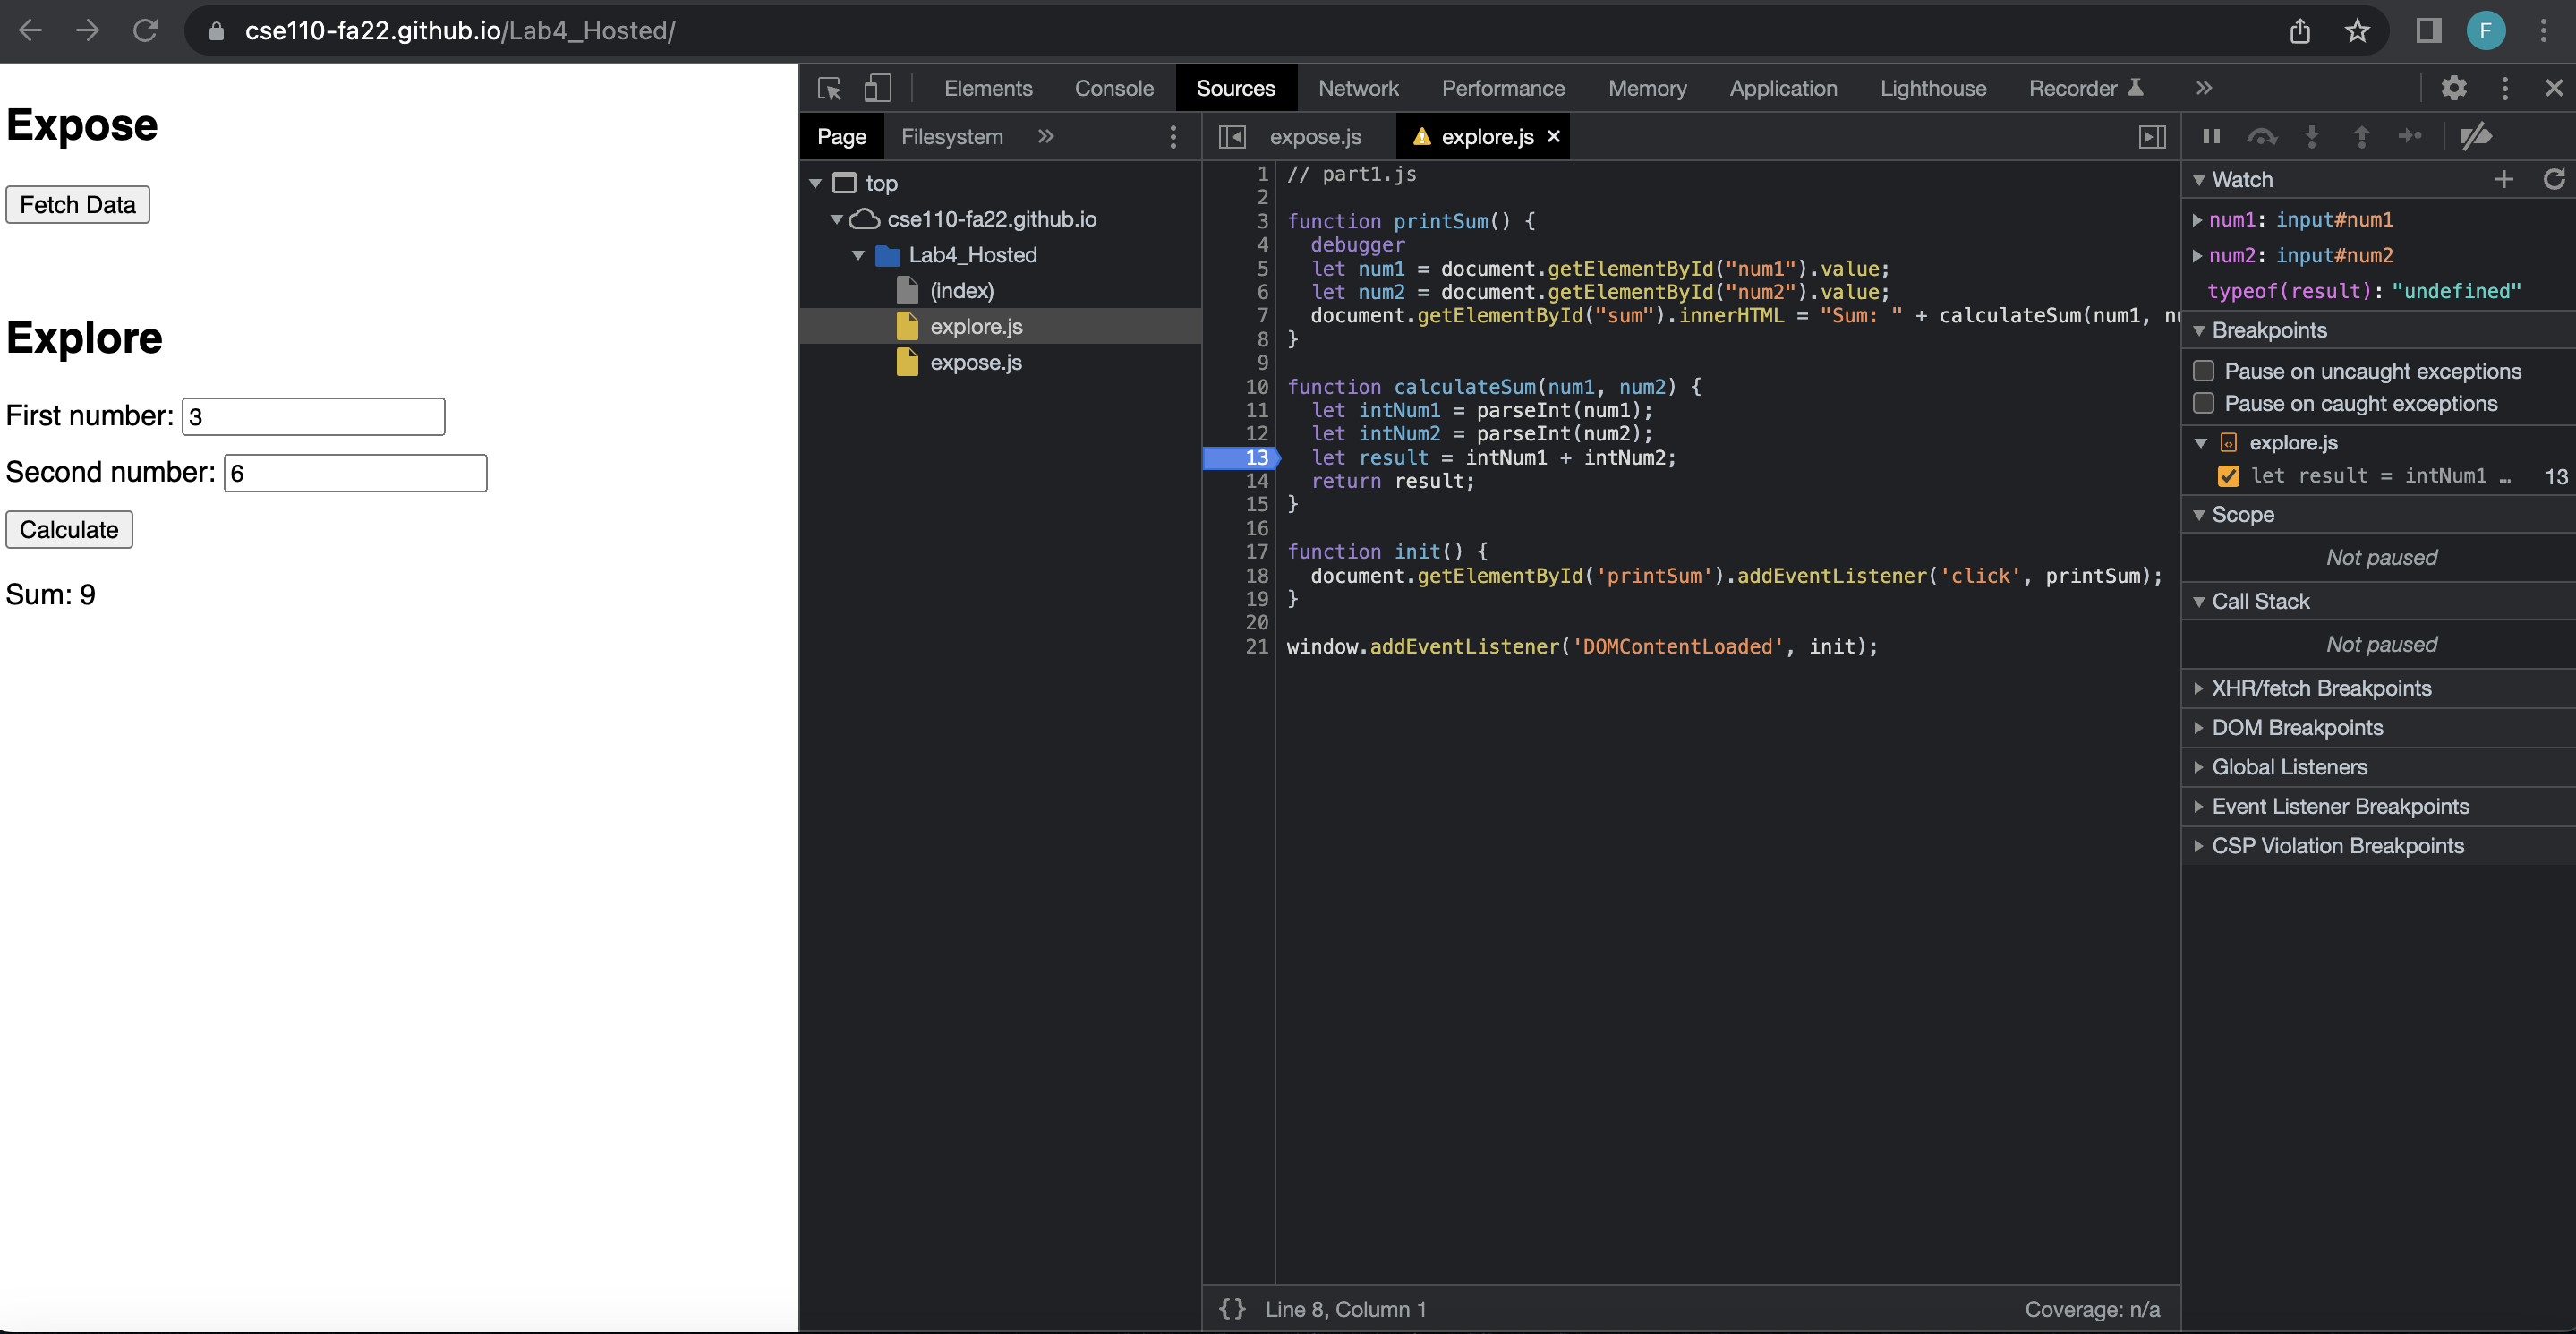 cse110-fa22.github.io/Lab4_Hosted/
F
Expose
Fetch Data
Explore
First number: 3
Second number: 6
Calculate
Sum: 9
Elements Console Sources Network Performance Memory Application Lighthouse Recorder
Page Filesystem
top
cse110-fa22.github.io
Lab4_Hosted
(index)
explore.js
expose.js
expose.js explore.js
1 // part1.js
2
3 function printSum() {
4   debugger
5   let num1 = document.getElementById("num1").value;
6   let num2 = document.getElementById("num2").value;
7   document.getElementById("sum").innerHTML = "Sum: " + calculateSum(num1, nu
8 }
9
10 function calculateSum(num1, num2) {
11   let intNum1 = parseInt(num1);
12   let intNum2 = parseInt(num2);
13   let result = intNum1 + intNum2;
14   return result;
15 }
16
17 function init() {
18   document.getElementById('printSum').addEventListener('click', printSum);
19 }
20
21 window.addEventListener('DOMContentLoaded', init);
{} Line 8, Column 1
Coverage: n/a
Watch
num1: input#num1
num2: input#num2
typeof(result): "undefined"
Breakpoints
Pause on uncaught exceptions
Pause on caught exceptions
explore.js
let result = intNum1 … 13
Scope
Not paused
Call Stack
Not paused
XHR/fetch Breakpoints
DOM Breakpoints
Global Listeners
Event Listener Breakpoints
CSP Violation Breakpoints